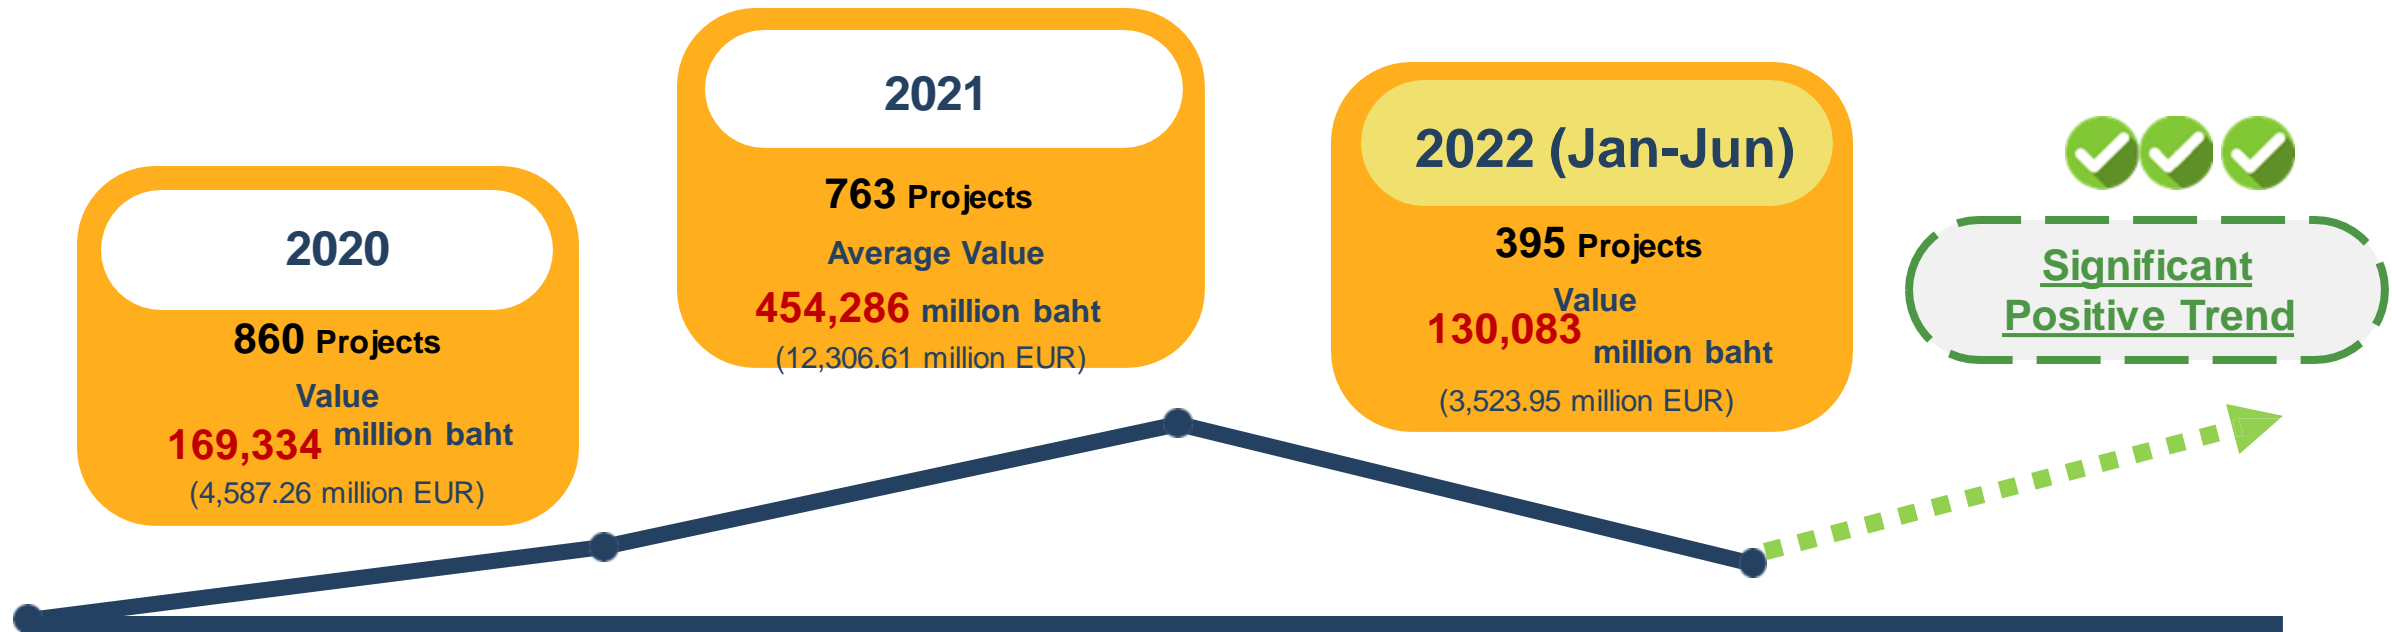 2020
860 Projects
Value
169,334 million baht
(4,587.26 million EUR)
2021
763 Projects
Average Value
454,286 million baht
(12,306.61 million EUR)
2022 (Jan-Jun)
395 Projects
Value
130,083 million baht
(3,523.95 million EUR)
Significant
Positive Trend